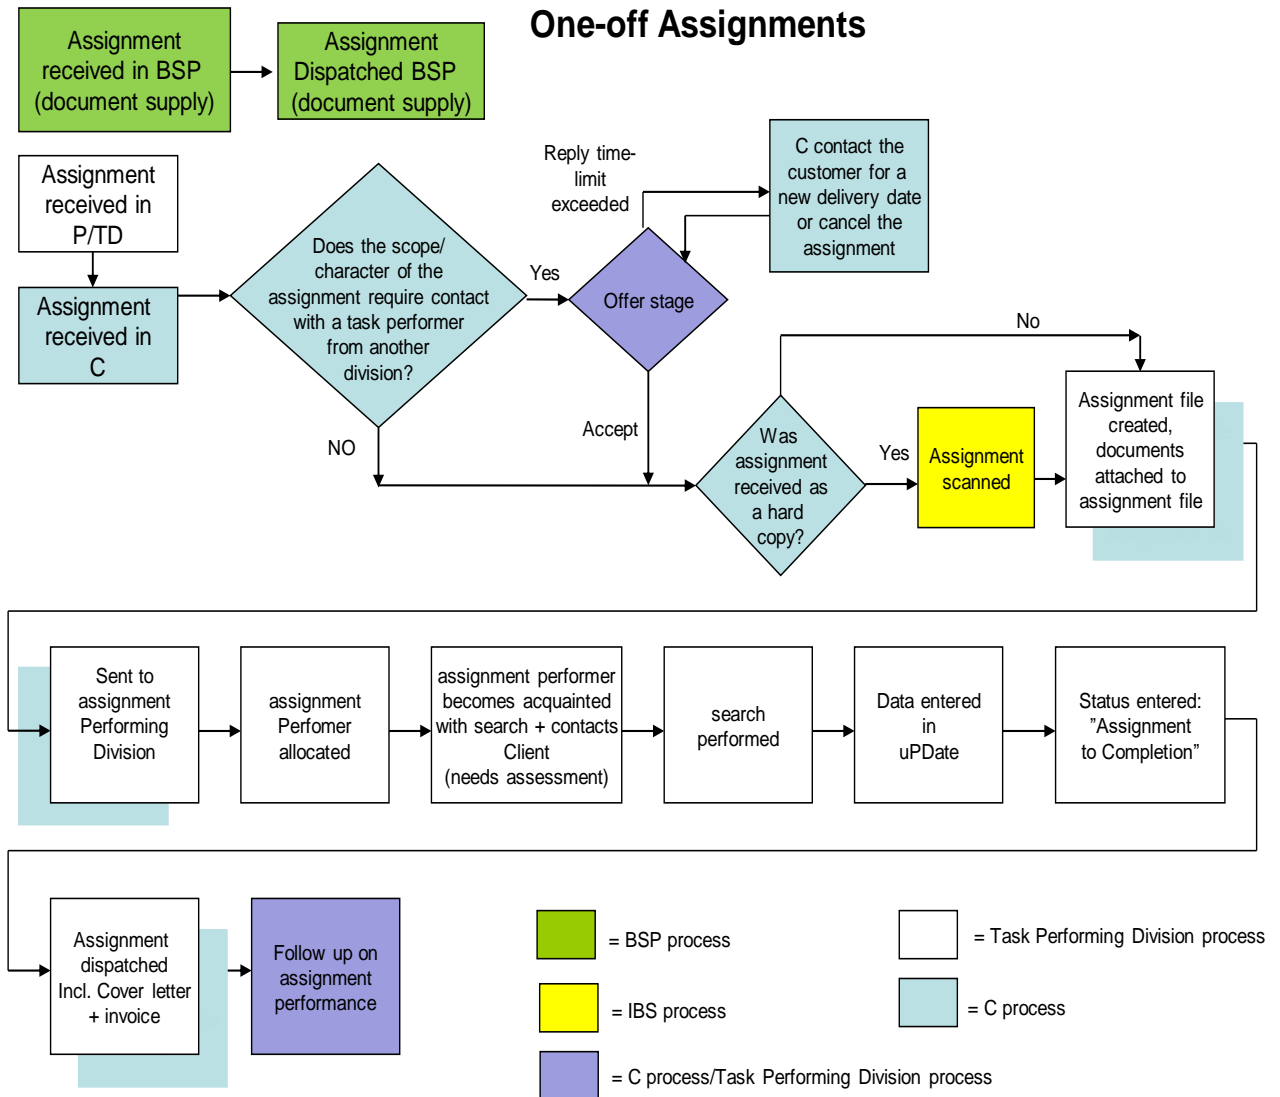 One-off Assignments
Assignment
received in BSP
(document supply)
Assignment
Dispatched BSP
(document supply)
Assignment
received in
P/TD
Assignment
received in
C
Does the scope/
character of the
assignment require contact
with a task performer
from another
division?
Yes
NO
Reply time-
limit
exceeded
Offer stage
C contact the
customer for a
new delivery date
or cancel the
assignment
Accept
Was
assignment
received as
a hard
copy?
No
Yes
Assignment
scanned
Assignment file
created,
documents
attached to
assignment file
Sent to
assignment
Performing
Division
assignment
Perfomer
allocated
assignment performer
becomes acquainted
with search + contacts
Client
(needs assessment)
search
performed
Data entered
in
uPDate
Status entered:
”Assignment
to Completion”
Assignment
dispatched
Incl. Cover letter
+ invoice
Follow up on
assignment
performance
= BSP process
= IBS process
= C process/Task Performing Division process
= Task Performing Division process
= C process